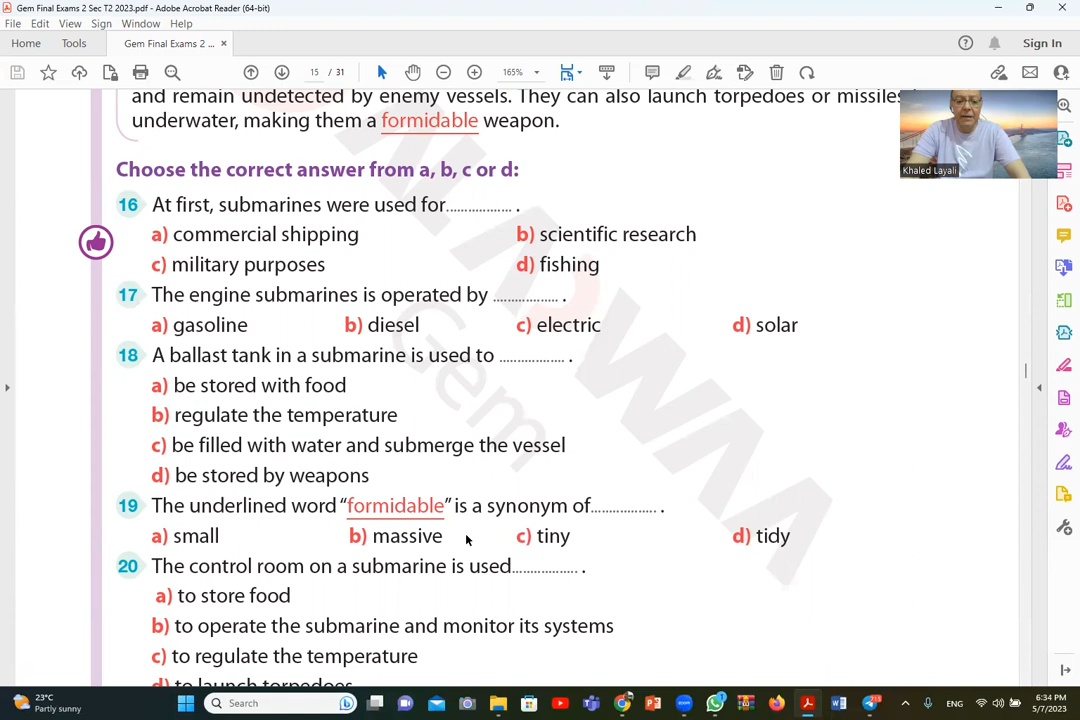 Gem Final Exams 2 Sec T2 2023.pdf - Adobe Acrobat Reader (64-bit)
File Edit View Sign Window Help
Home Tools Gem Final Exams 2 ... × Sign In
15 / 31 165%
and remain undetected by enemy vessels. They can also launch torpedoes or missiles
underwater, making them a formidable weapon.
Khaled Layali
Choose the correct answer from a, b, c or d:
16 At first, submarines were used for.................. .
a) commercial shipping b) scientific research
c) military purposes d) fishing
17 The engine submarines is operated by .................. .
a) gasoline b) diesel c) electric d) solar
18 A ballast tank in a submarine is used to .................. .
a) be stored with food
b) regulate the temperature
c) be filled with water and submerge the vessel
d) be stored by weapons
19 The underlined word “formidable” is a synonym of.................. .
a) small b) massive c) tiny d) tidy
20 The control room on a submarine is used.................. .
a) to store food
b) to operate the submarine and monitor its systems
c) to regulate the temperature
d) to launch torpedoes
Gem
23°C
Partly sunny
Search
ENG
6:34 PM
5/7/2023